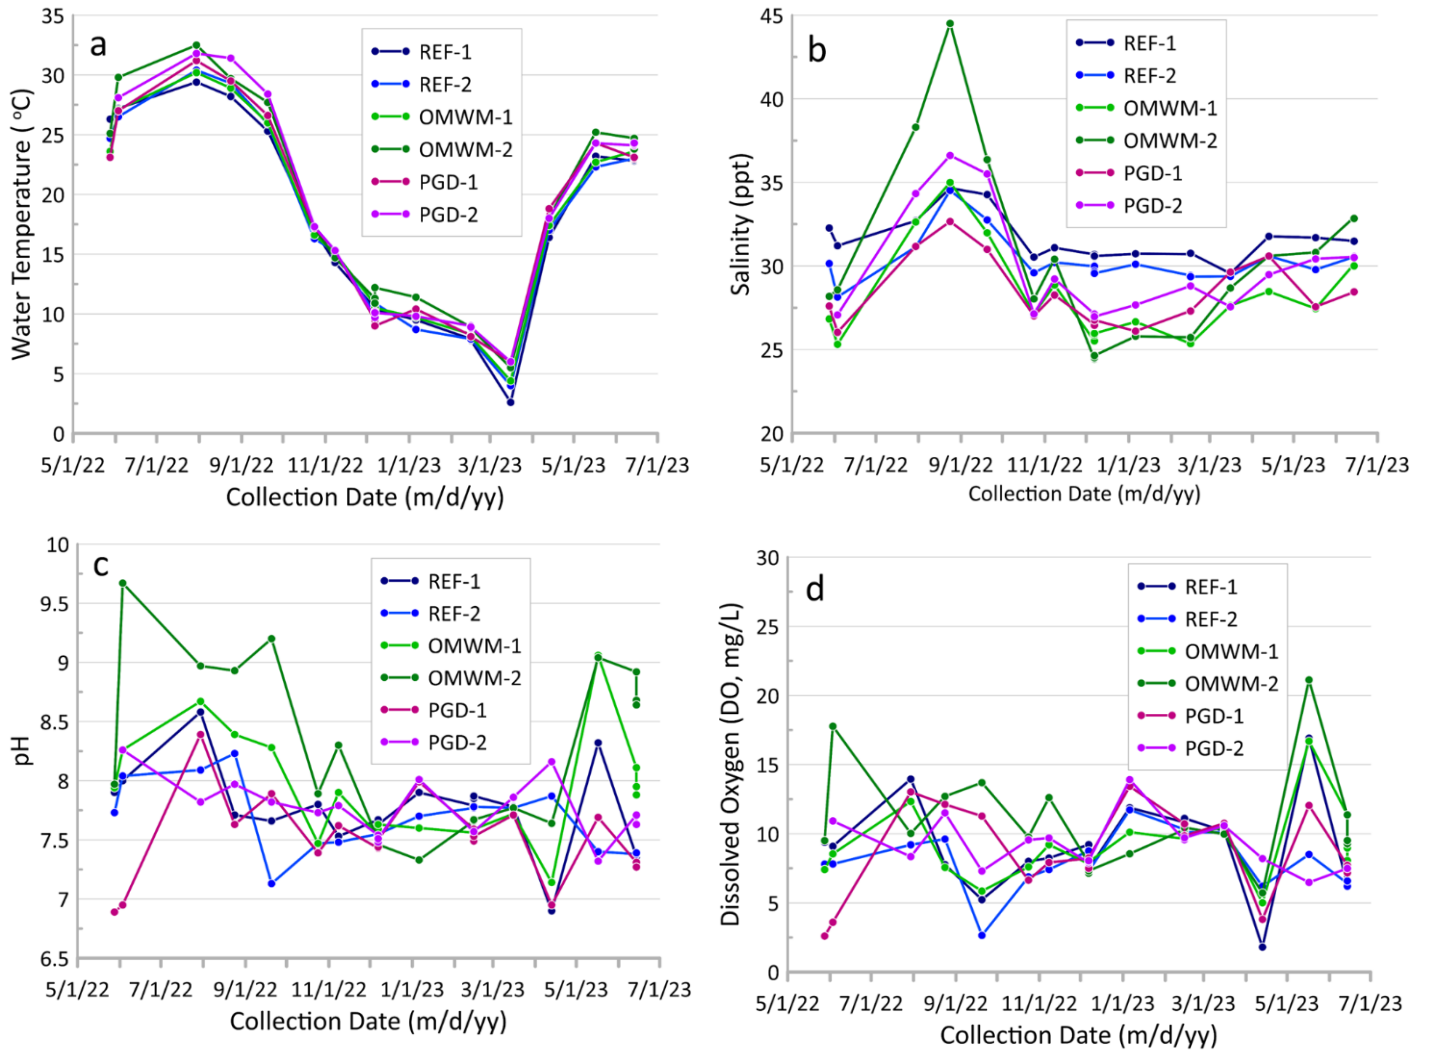 a
35
30
25
20
15
10
5
0
Water Temperature ( °C)
REF-1
REF-2
OMWM-1
OMWM-2
PGD-1
PGD-2
5/1/22 7/1/22 9/1/22 11/1/22 1/1/23 3/1/23 5/1/23 7/1/23
Collection Date (m/d/yy)
b
45
40
35
30
25
20
Salinity (ppt)
REF-1
REF-2
OMWM-1
OMWM-2
PGD-1
PGD-2
5/1/22 7/1/22 9/1/22 11/1/22 1/1/23 3/1/23 5/1/23 7/1/23
Collection Date (m/d/yy)
c
10
9.5
9
8.5
8
7.5
7
6.5
pH
REF-1
REF-2
OMWM-1
OMWM-2
PGD-1
PGD-2
5/1/22 7/1/22 9/1/22 11/1/22 1/1/23 3/1/23 5/1/23 7/1/23
Collection Date (m/d/yy)
d
30
25
20
15
10
5
0
Dissolved Oxygen (DO, mg/L)
REF-1
REF-2
OMWM-1
OMWM-2
PGD-1
PGD-2
5/1/22 7/1/22 9/1/22 11/1/22 1/1/23 3/1/23 5/1/23 7/1/23
Collection Date (m/d/yy)